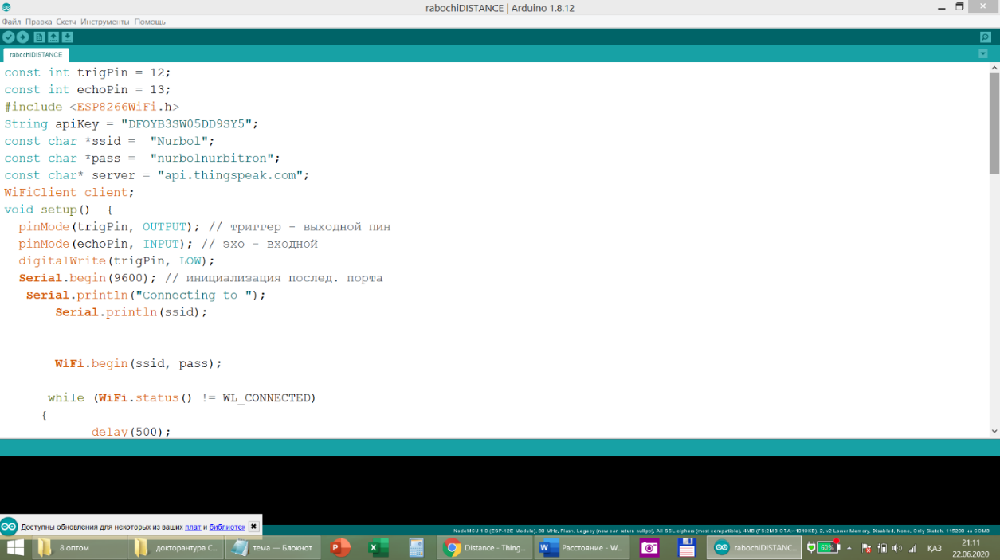 rabochiDISTANCE | Arduino 1.8.12
Файл Правка Скетч Инструменты Помощь
rabochiDISTANCE
const int trigPin = 12;
const int echoPin = 13;
#include <ESP8266WiFi.h>
String apiKey = "DFOYB3SW05DD9SY5";
const char *ssid =  "Nurbol";
const char *pass =  "nurbolnurbitron";
const char* server = "api.thingspeak.com";
WiFiClient client;
void setup()  {
  pinMode(trigPin, OUTPUT); // триггер - выходной пин
  pinMode(echoPin, INPUT); // эхо - входной
  digitalWrite(trigPin, LOW);
  Serial.begin(9600); // инициализация послед. порта
   Serial.println("Connecting to ");
       Serial.println(ssid);
       WiFi.begin(ssid, pass);
      while (WiFi.status() != WL_CONNECTED)
     {
            delay(500);
Доступны обновления для некоторых из ваших плат и библиотек
NodeMCU 1.0 (ESP-12E Module), 80 MHz, Flash, Legacy (new can return nullptr), All SSL ciphers (most compatible), 4MB (FS:2MB OTA:~1019KB), 2, v2 Lower Memory, Disabled, None, Only Sketch, 115200 на COM3
8 оптом
докторантура С...
тема — Блокнот
Distance - Thing...
Расстояние - W...
rabochiDISTANC...
60%
ҚАЗ
21:11
22.06.2020